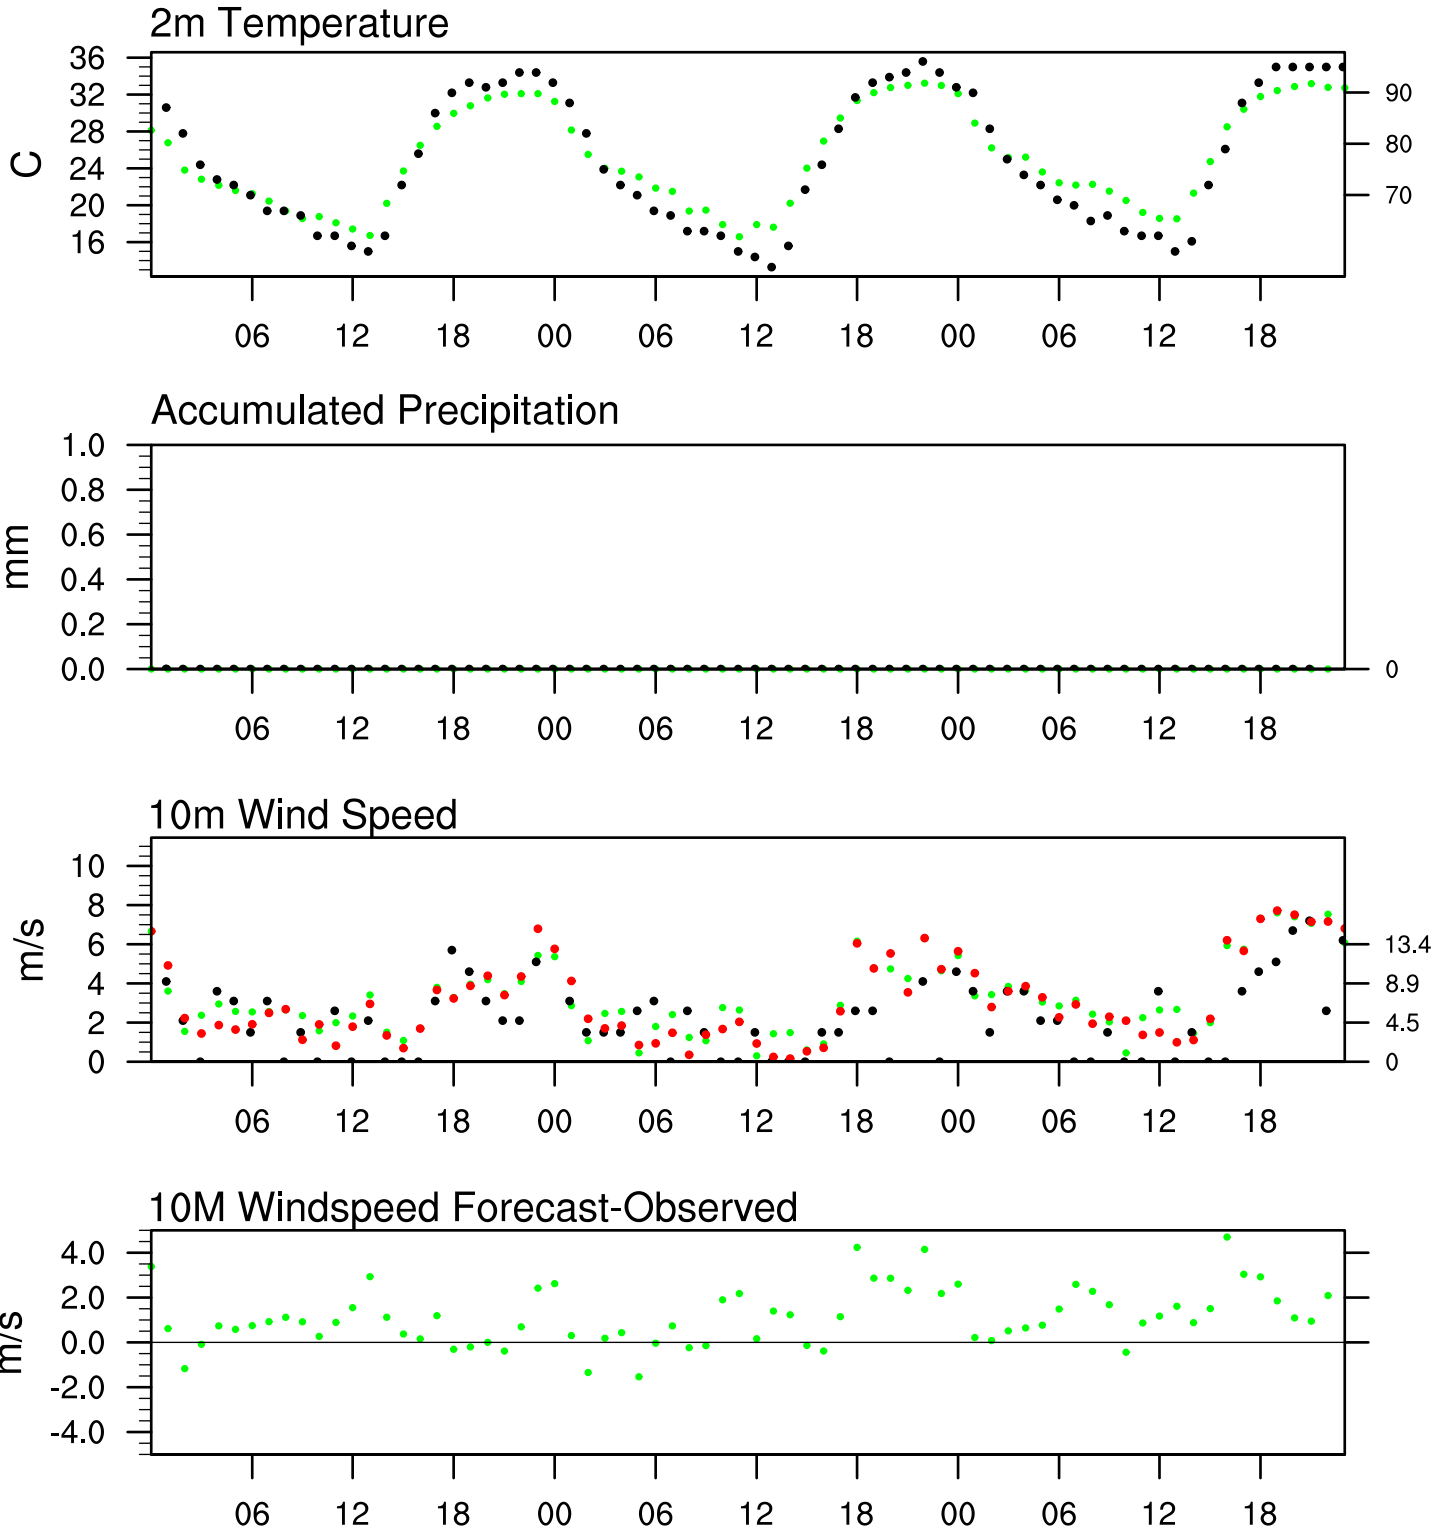 2m Temperature
36
32
28
24
20
16
C
90
80
70
06 12 18 00 06 12 18 00 06 12 18
Accumulated Precipitation
1.0
0.8
0.6
0.4
0.2
0.0
mm
0
06 12 18 00 06 12 18 00 06 12 18
10m Wind Speed
10
8
6
4
2
0
m/s
13.4
8.9
4.5
0
06 12 18 00 06 12 18 00 06 12 18
10M Windspeed Forecast-Observed
4.0
2.0
0.0
-2.0
-4.0
m/s
06 12 18 00 06 12 18 00 06 12 18